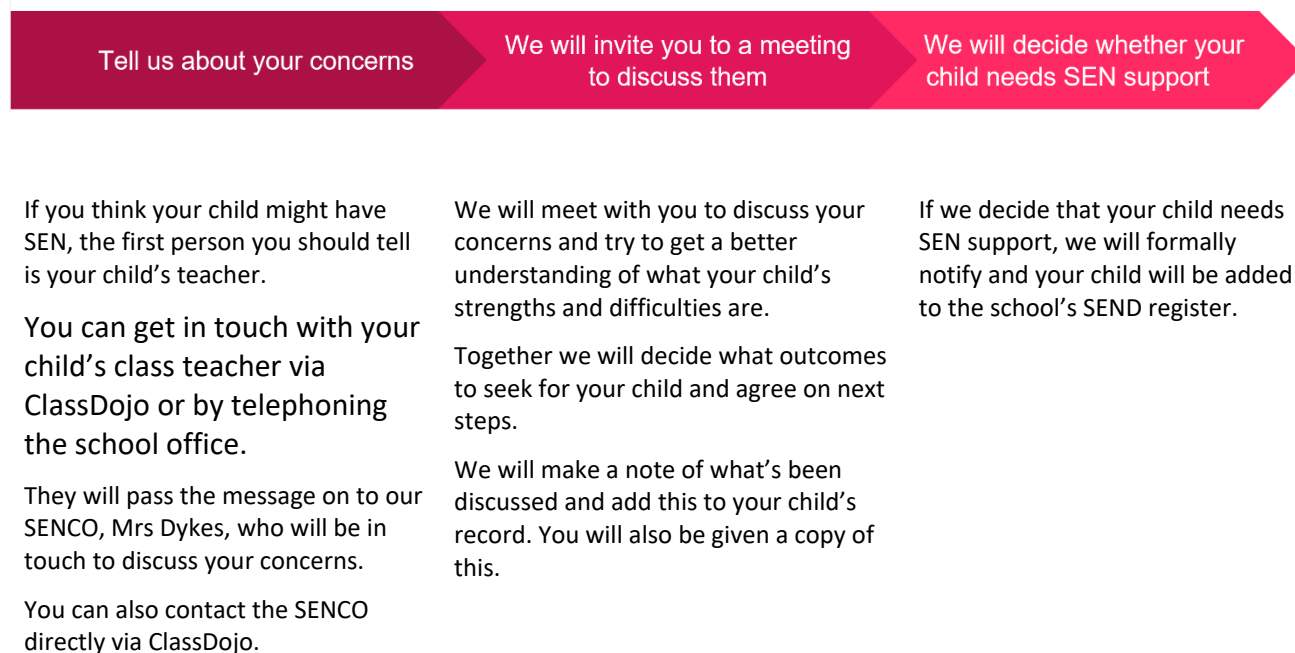 Tell us about your concerns
We will invite you to a meeting
to discuss them
We will decide whether your
child needs SEN support
If you think your child might have
SEN, the first person you should tell
is your child’s teacher.
You can get in touch with your
child’s class teacher via
ClassDojo or by telephoning
the school office.
They will pass the message on to our
SENCO, Mrs Dykes, who will be in
touch to discuss your concerns.
You can also contact the SENCO
directly via ClassDojo.
We will meet with you to discuss your
concerns and try to get a better
understanding of what your child’s
strengths and difficulties are.
Together we will decide what outcomes
to seek for your child and agree on next
steps.
We will make a note of what’s been
discussed and add this to your child’s
record. You will also be given a copy of
this.
If we decide that your child needs
SEN support, we will formally
notify and your child will be added
to the school’s SEND register.